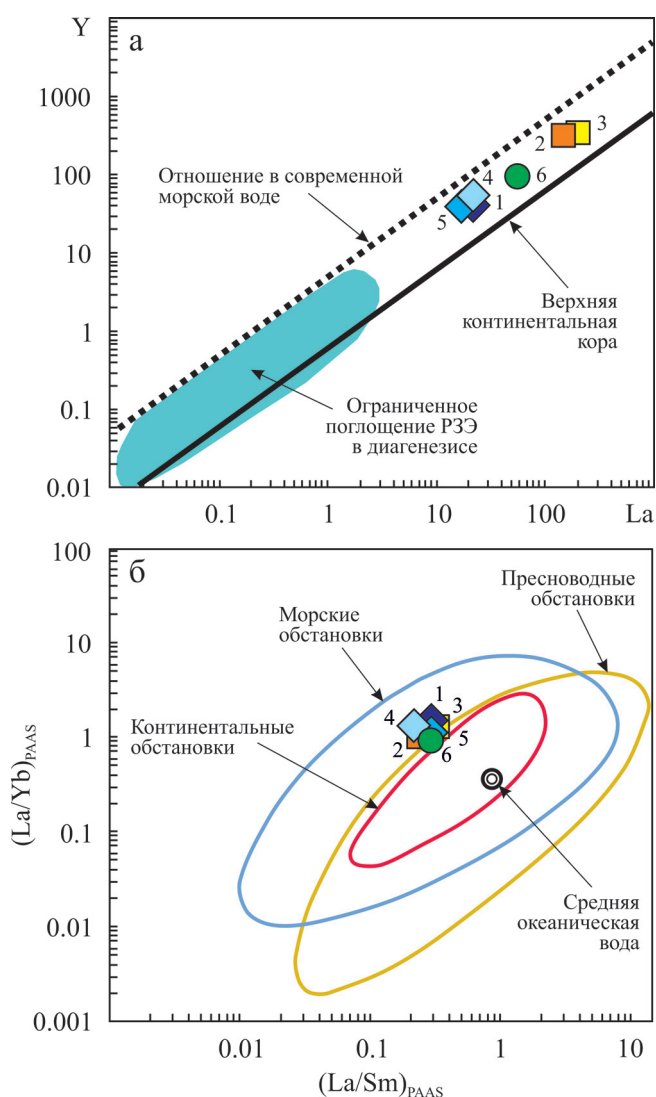 Y
а
1000
100
10
1
0.1
0.01
Отношение в современной
морской воде
2
3
4
6
5
1
Верхняя
континентальная
кора
Ограниченное
поглощение РЗЭ
в диагенезисе
0.1
1
10
100
La
б
100
10
1
0.1
0.01
0.001
(La/Yb)PAAS
Пресноводные
обстановки
Морские
обстановки
Континентальные
обстановки
1
3
4
2
6
5
Средняя
океаническая
вода
0.01
0.1
1
10
(La/Sm)PAAS